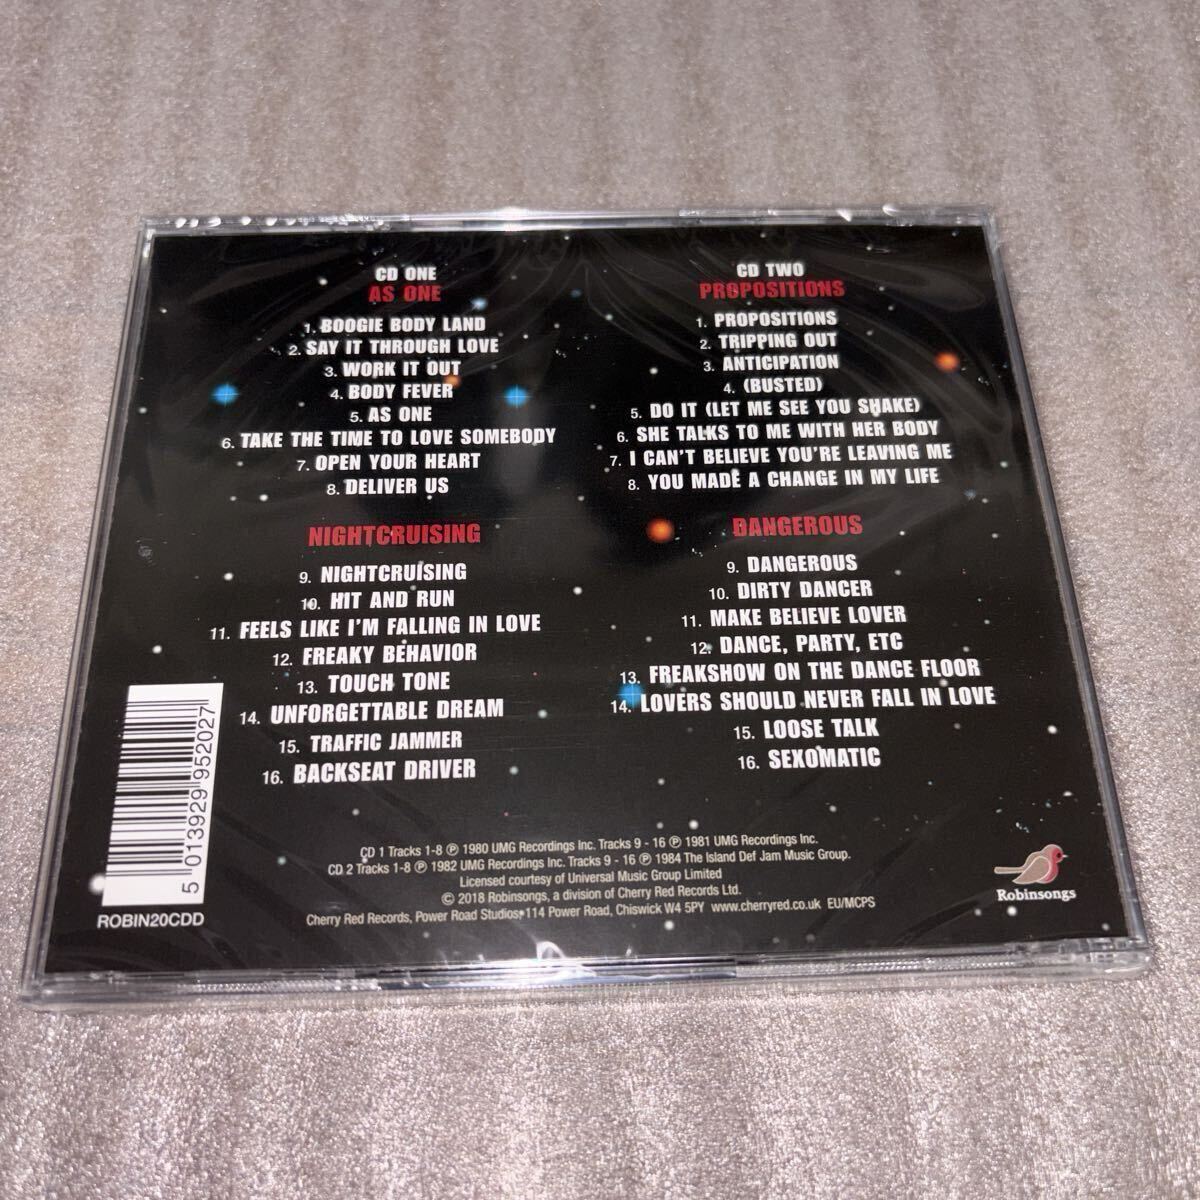 CD ONE
AS ONE
1. BOOGIE BODY LAND
2. SAY IT THROUGH LOVE
3. WORK IT OUT
4. BODY FEVER
5. AS ONE
6. TAKE THE TIME TO LOVE SOMEBODY
7. OPEN YOUR HEART
8. DELIVER US
NIGHTCRUISING
9. NIGHTCRUISING
10. HIT AND RUN
11. FEELS LIKE I'M FALLING IN LOVE
12. FREAKY BEHAVIOR
13. TOUCH TONE
14. UNFORGETTABLE DREAM
15. TRAFFIC JAMMER
16. BACKSEAT DRIVER
CD TWO
PROPOSITIONS
1. PROPOSITIONS
2. TRIPPING OUT
3. ANTICIPATION
4. (BUSTED)
5. DO IT (LET ME SEE YOU SHAKE)
6. SHE TALKS TO ME WITH HER BODY
7. I CAN'T BELIEVE YOU'RE LEAVING ME
8. YOU MADE A CHANGE IN MY LIFE
DANGEROUS
9. DANGEROUS
10. DIRTY DANCER
11. MAKE BELIEVE LOVER
12. DANCE, PARTY, ETC
13. FREAKSHOW ON THE DANCE FLOOR
14. LOVERS SHOULD NEVER FALL IN LOVE
15. LOOSE TALK
16. SEXOMATIC
5 013929 952027
ROBIN20CDD
CD 1 Tracks 1-8 ℗ 1980 UMG Recordings Inc. Tracks 9 - 16 ℗ 1981 UMG Recordings Inc.
CD 2 Tracks 1-8 ℗ 1982 UMG Recordings Inc. Tracks 9 - 16 ℗ 1984 The Island Def Jam Music Group.
Licensed courtesy of Universal Music Group Limited
© 2018 Robinsongs, a division of Cherry Red Records Ltd.
Cherry Red Records, Power Road Studios, 114 Power Road, Chiswick W4 5PY www.cherryred.co.uk EU/MCPS
Robinsongs